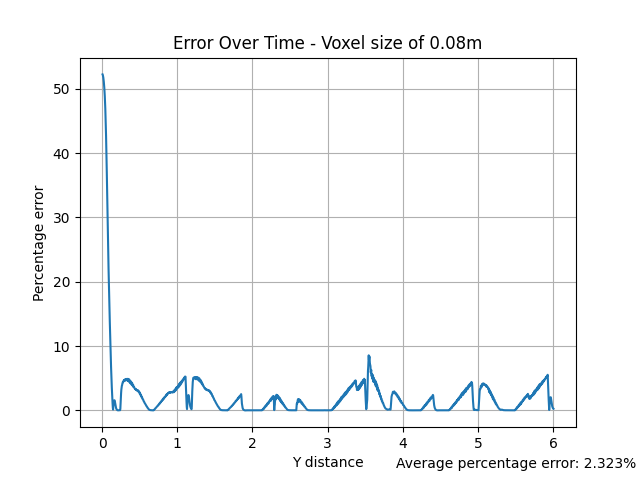 Error Over Time - Voxel size of 0.08m
Percentage error
50
40
30
20
10
0
0 1 2 3 4 5 6
Y distance
Average percentage error: 2.323%